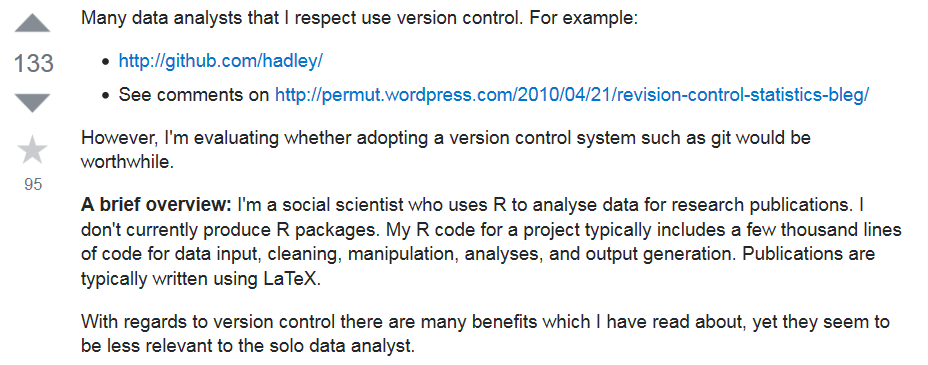 Many data analysts that I respect use version control. For example:
133
• http://github.com/hadley/
• See comments on http://permut.wordpress.com/2010/04/21/revision-control-statistics-bleg/
However, I'm evaluating whether adopting a version control system such as git would be
worthwhile.
95
A brief overview: I'm a social scientist who uses R to analyse data for research publications. I
don't currently produce R packages. My R code for a project typically includes a few thousand lines
of code for data input, cleaning, manipulation, analyses, and output generation. Publications are
typically written using LaTeX.
With regards to version control there are many benefits which I have read about, yet they seem to
be less relevant to the solo data analyst.